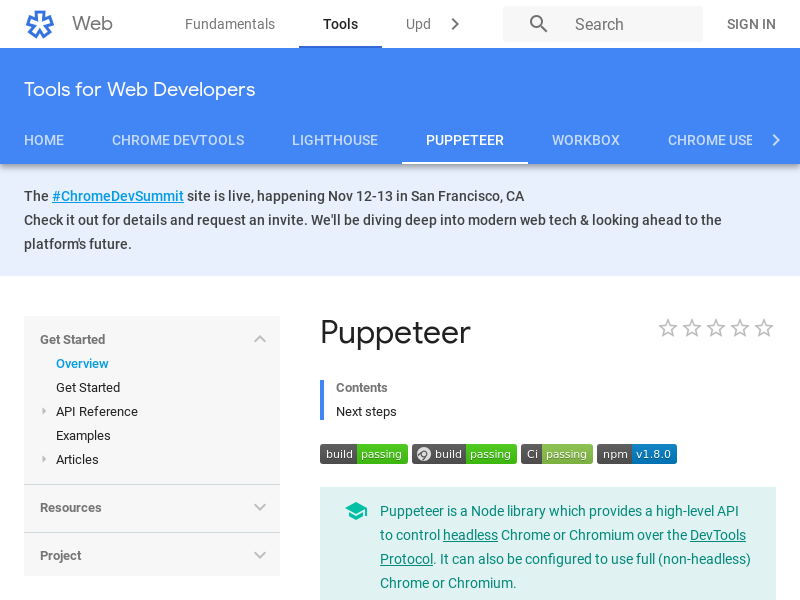 Web
Fundamentals
Tools
Upd
Search
SIGN IN
Tools for Web Developers
HOME
CHROME DEVTOOLS
LIGHTHOUSE
PUPPETEER
WORKBOX
CHROME USE
The #ChromeDevSummit site is live, happening Nov 12-13 in San Francisco, CA
Check it out for details and request an invite. We'll be diving deep into modern web tech & looking ahead to the
platform's future.
Get Started
Overview
Get Started
API Reference
Examples
Articles
Resources
Project
Puppeteer
Contents
Next steps
build passing
build passing
Ci passing
npm v1.8.0
Puppeteer is a Node library which provides a high-level API
to control headless Chrome or Chromium over the DevTools
Protocol. It can also be configured to use full (non-headless)
Chrome or Chromium.